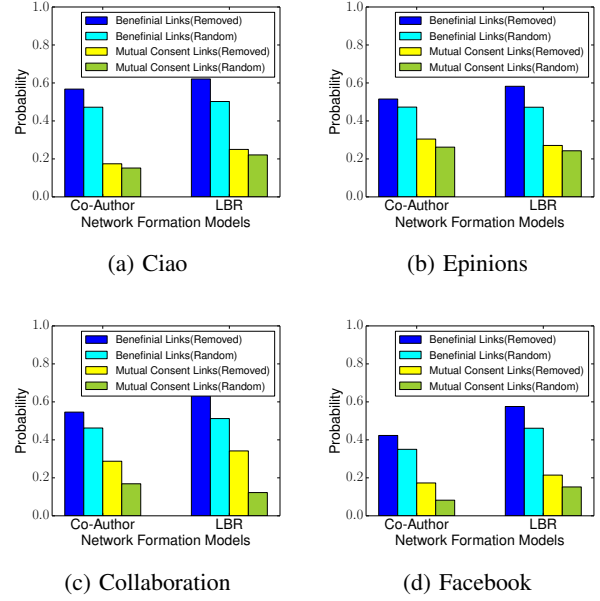 1.0
0.8
0.6
0.4
0.2
0.0
Probability
Benefinial Links(Removed)
Benefinial Links(Random)
Mutual Consent Links(Removed)
Mutual Consent Links(Random)
Co-Author LBR
Network Formation Models
(a) Ciao
1.0
0.8
0.6
0.4
0.2
0.0
Probability
Benefinial Links(Removed)
Benefinial Links(Random)
Mutual Consent Links(Removed)
Mutual Consent Links(Random)
Co-Author LBR
Network Formation Models
(b) Epinions
1.0
0.8
0.6
0.4
0.2
0.0
Probability
Benefinial Links(Removed)
Benefinial Links(Random)
Mutual Consent Links(Removed)
Mutual Consent Links(Random)
Co-Author LBR
Network Formation Models
(c) Collaboration
1.0
0.8
0.6
0.4
0.2
0.0
Probability
Benefinial Links(Removed)
Benefinial Links(Random)
Mutual Consent Links(Removed)
Mutual Consent Links(Random)
Co-Author LBR
Network Formation Models
(d) Facebook